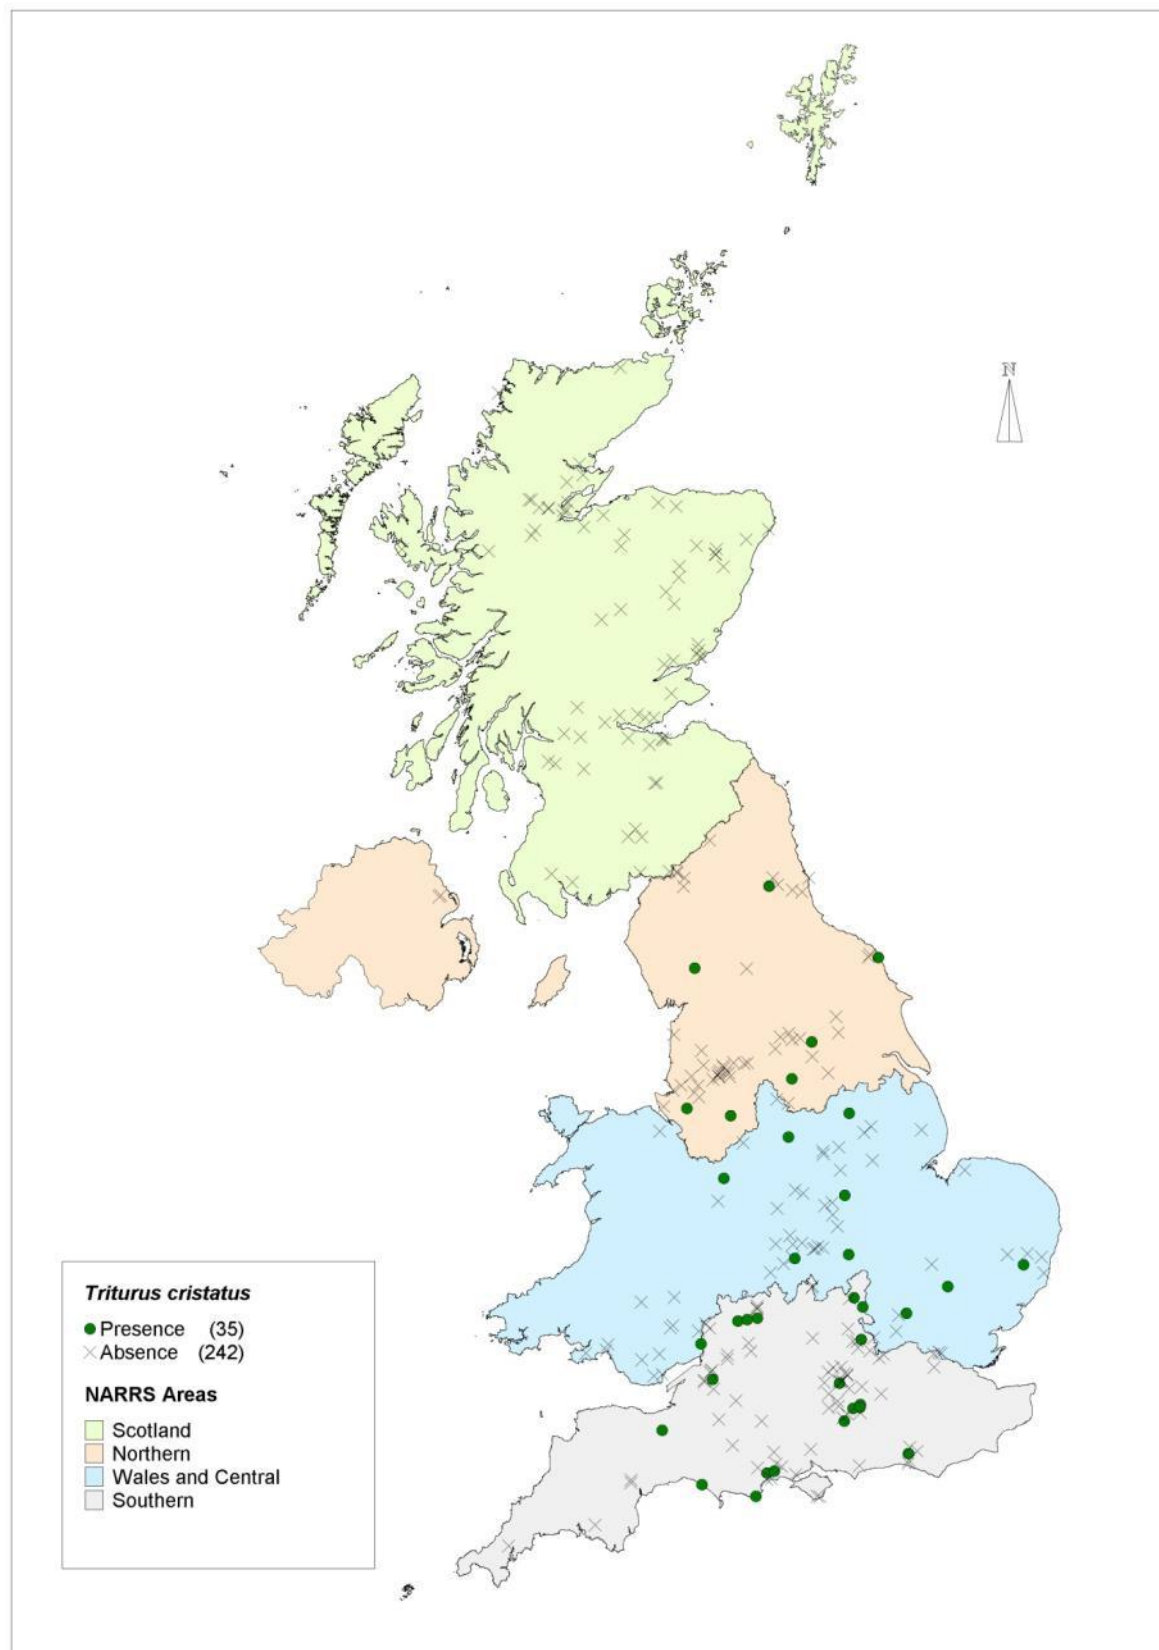 N
Triturus cristatus
Presence (35)
Absence (242)
NARRS Areas
Scotland
Northern
Wales and Central
Southern